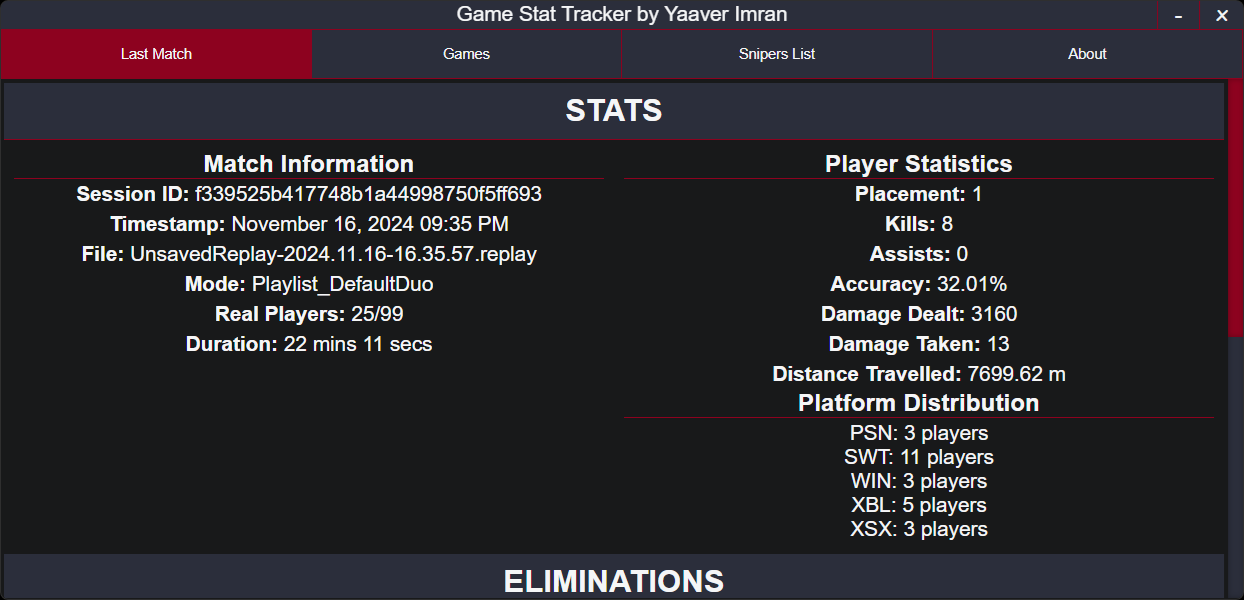 Game Stat Tracker by Yaaver Imran
-
x
Last Match
Games
Snipers List
About
STATS
Match Information
Session ID: f339525b417748b1a44998750f5ff693
Timestamp: November 16, 2024 09:35 PM
File: UnsavedReplay-2024.11.16-16.35.57.replay
Mode: Playlist_DefaultDuo
Real Players: 25/99
Duration: 22 mins 11 secs
Player Statistics
Placement: 1
Kills: 8
Assists: 0
Accuracy: 32.01%
Damage Dealt: 3160
Damage Taken: 13
Distance Travelled: 7699.62 m
Platform Distribution
PSN: 3 players
SWT: 11 players
WIN: 3 players
XBL: 5 players
XSX: 3 players
ELIMINATIONS